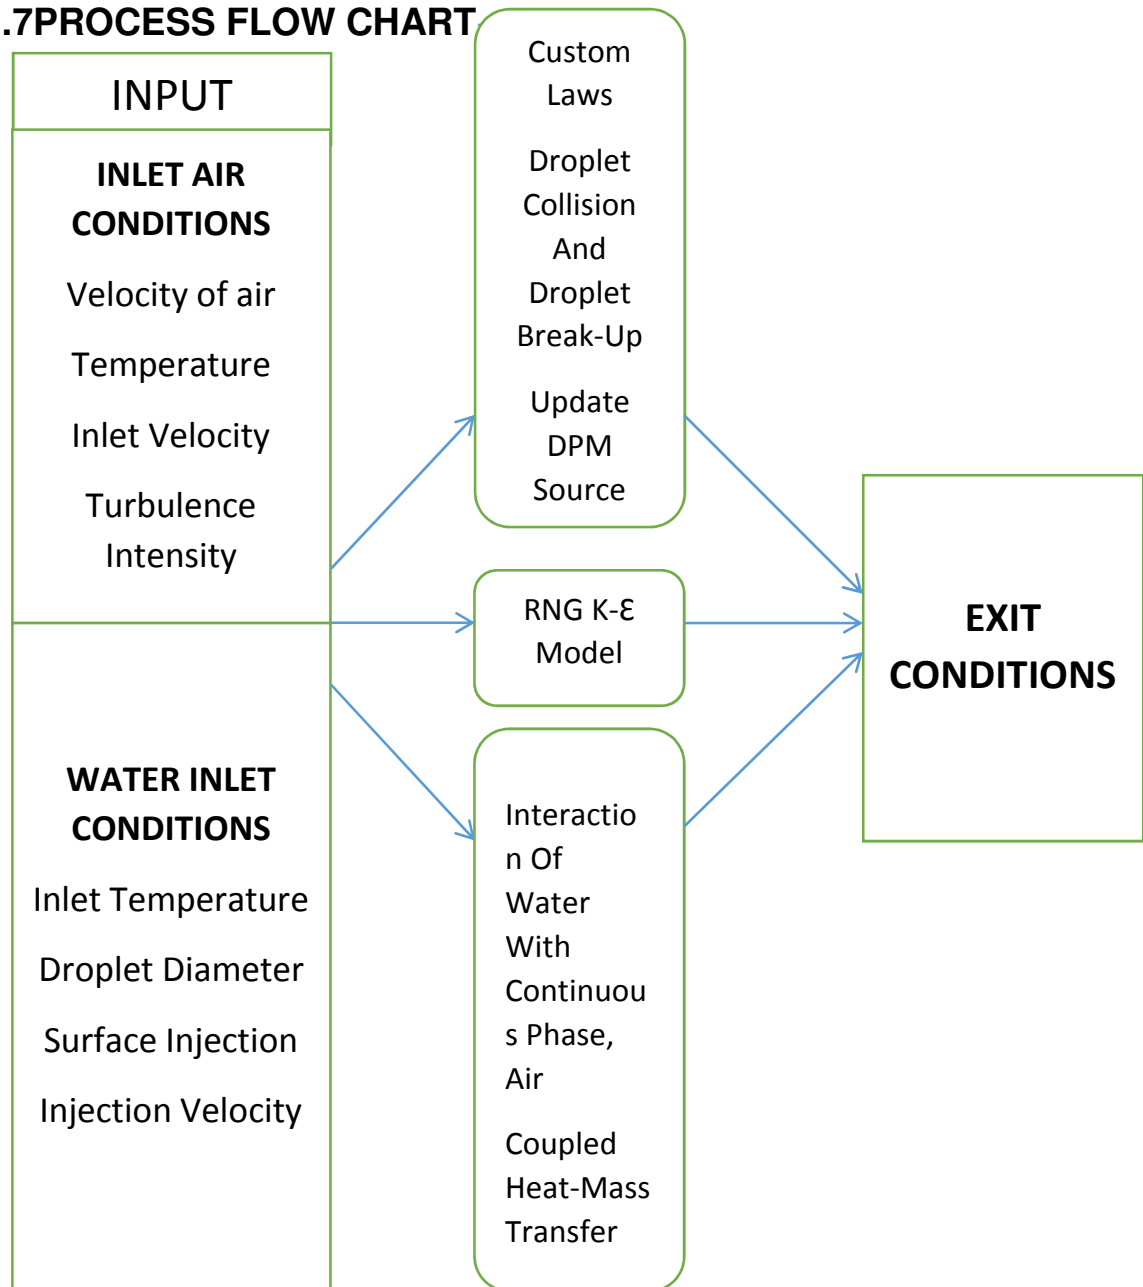 .7PROCESS FLOW CHART
INPUT
INLET AIR
CONDITIONS
Velocity of air
Temperature
Inlet Velocity
Turbulence
Intensity
WATER INLET
CONDITIONS
Inlet Temperature
Droplet Diameter
Surface Injection
Injection Velocity
Custom
Laws
Droplet
Collision
And
Droplet
Break-Up
Update
DPM
Source
RNG K-Ɛ
Model
Interactio
n Of
Water
With
Continuou
s Phase,
Air
Coupled
Heat-Mass
Transfer
EXIT
CONDITIONS